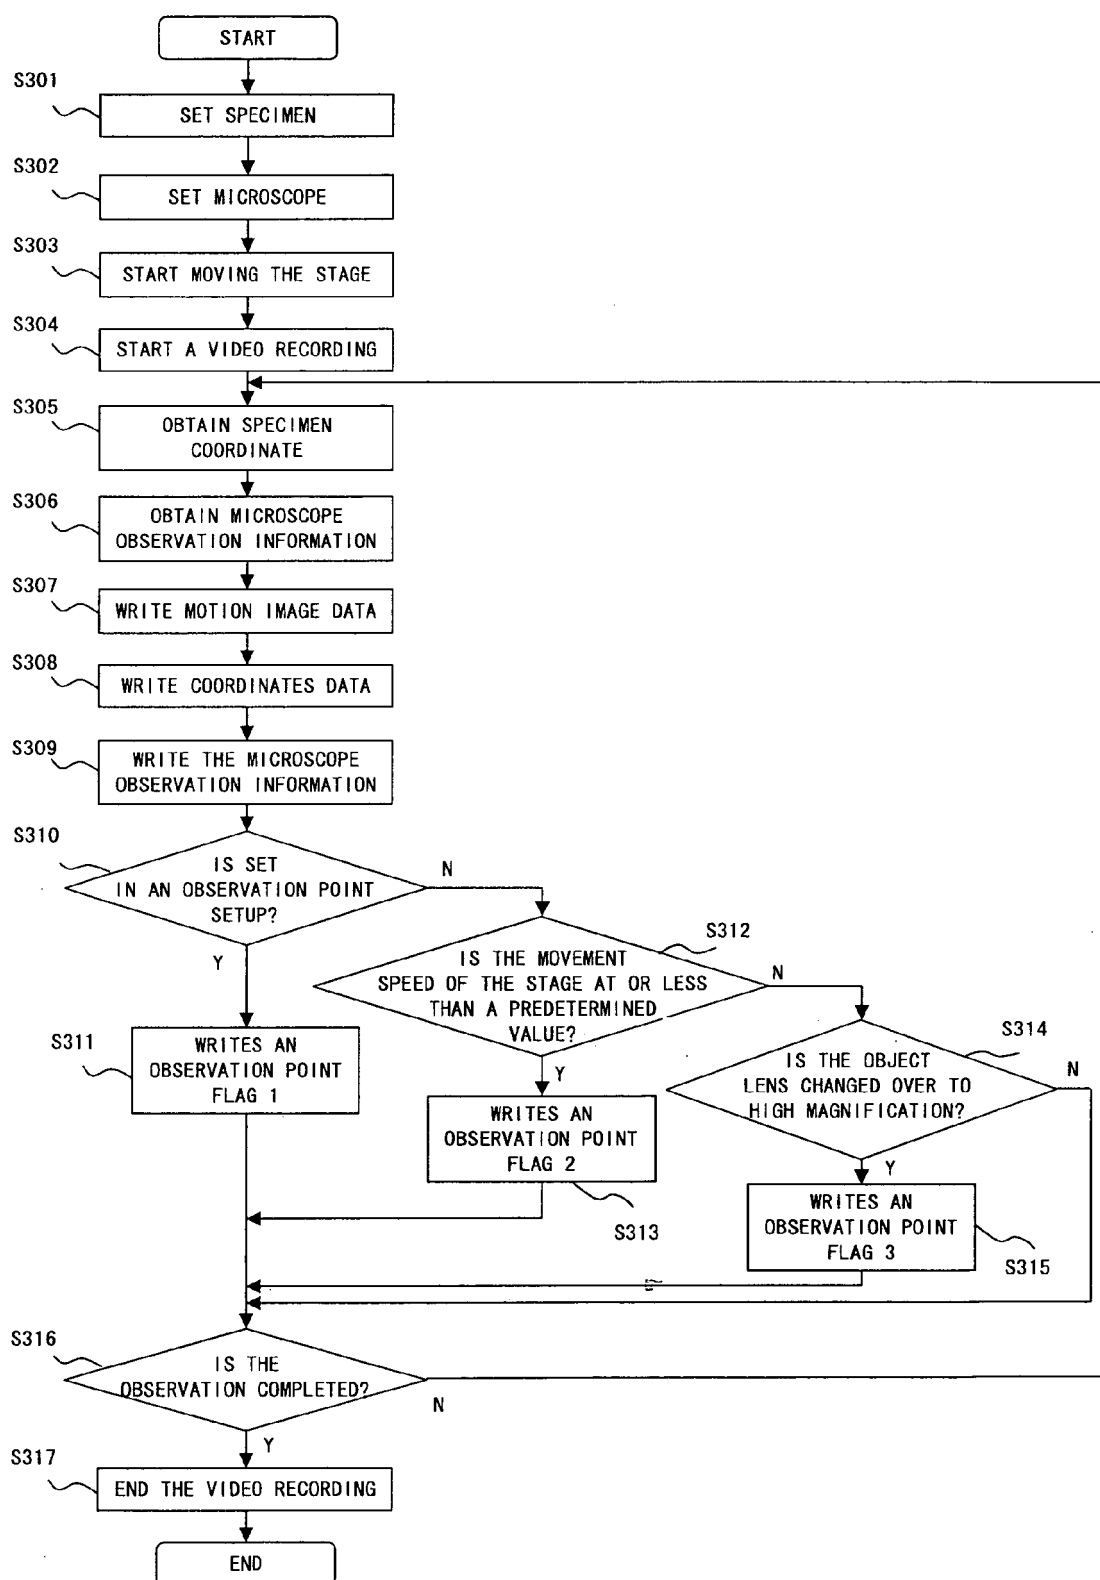 START
S301
SET SPECIMEN
S302
SET MICROSCOPE
S303
START MOVING THE STAGE
S304
START A VIDEO RECORDING
S305
OBTAIN SPECIMEN
COORDINATE
S306
OBTAIN MICROSCOPE
OBSERVATION INFORMATION
S307
WRITE MOTION IMAGE DATA
S308
WRITE COORDINATES DATA
S309
WRITE THE MICROSCOPE
OBSERVATION INFORMATION
S310
IS SET
IN AN OBSERVATION POINT
SETUP?
N
Y
S312
IS THE MOVEMENT
SPEED OF THE STAGE AT OR LESS
THAN A PREDETERMINED
VALUE?
N
Y
S311
WRITES AN
OBSERVATION POINT
FLAG 1
S314
IS THE OBJECT
LENS CHANGED OVER TO
HIGH MAGNIFICATION?
N
Y
WRITES AN
OBSERVATION POINT
FLAG 2
S313
WRITES AN
OBSERVATION POINT
FLAG 3
S315
S316
IS THE
OBSERVATION COMPLETED?
N
Y
S317
END THE VIDEO RECORDING
END